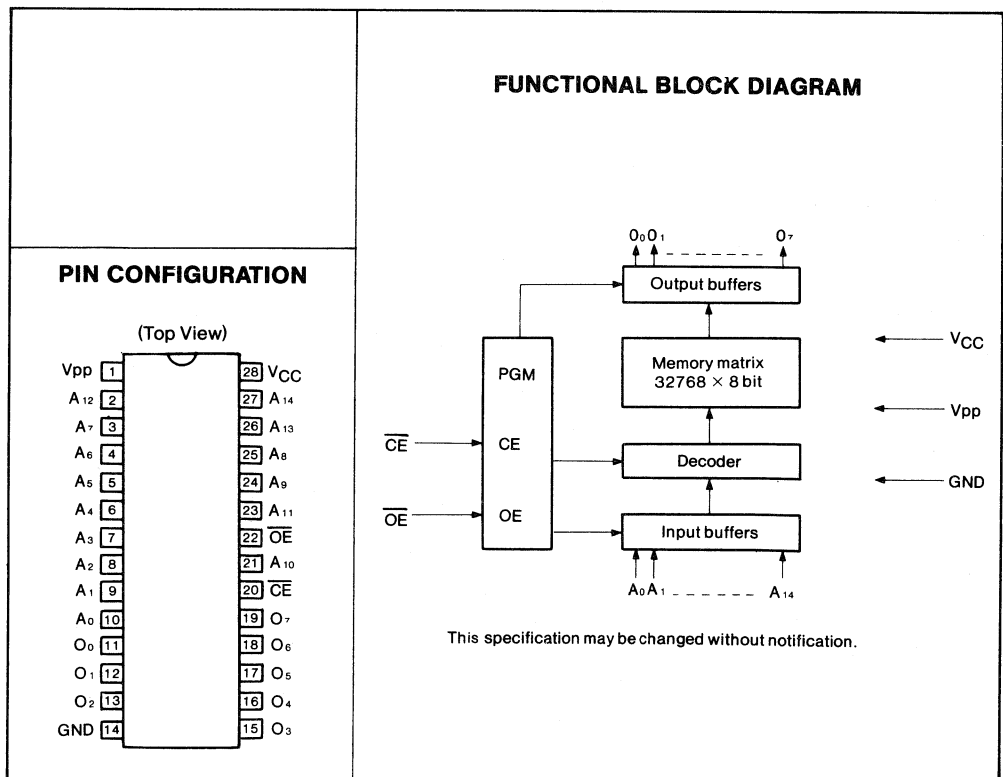 PIN CONFIGURATION
(Top View)
Vpp 1 28 VCC
A12 2 27 A14
A7 3 26 A13
A6 4 25 A8
A5 5 24 A9
A4 6 23 A11
A3 7 22 O̅E̅
A2 8 21 A10
A1 9 20 C̅E̅
A0 10 19 O7
O0 11 18 O6
O1 12 17 O5
O2 13 16 O4
GND 14 15 O3
FUNCTIONAL BLOCK DIAGRAM
O0 O1 O7
Output buffers
Memory matrix
32768 × 8 bit
Decoder
Input buffers
A0 A1 A14
PGM
C̅E̅ CE
O̅E̅ OE
VCC
Vpp
GND
This specification may be changed without notification.